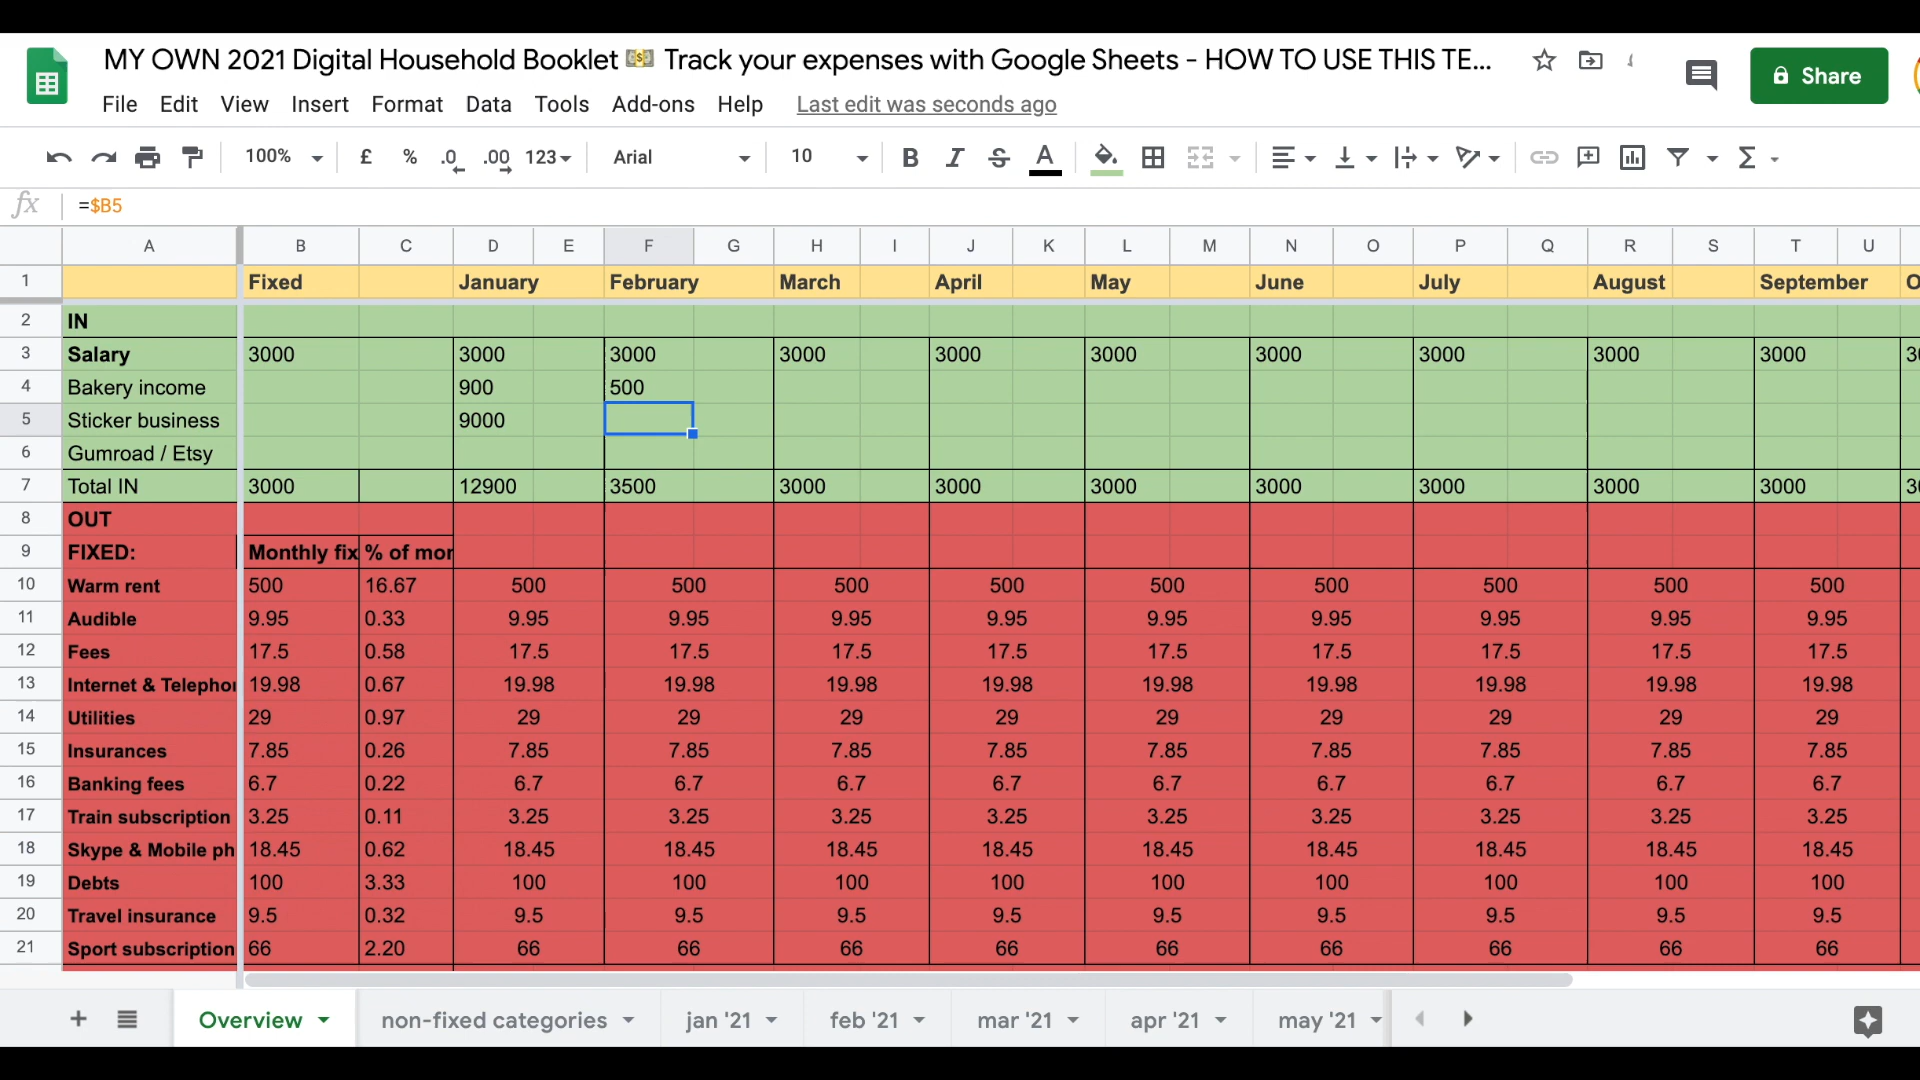 MY OWN 2021 Digital Household Booklet 💵 Track your expenses with Google Sheets - HOW TO USE THIS TE...
Share
File Edit View Insert Format Data Tools Add-ons Help Last edit was seconds ago
100% £ % .0 .00 123 Arial 10 B I S A
fx =$B5
A B C D E F G H I J K L M N O P Q R S T U
1 Fixed January February March April May June July August September O
2 IN
3 Salary 3000 3000 3000 3000 3000 3000 3000 3000 3000 3000 30
4 Bakery income 900 500
5 Sticker business 9000
6 Gumroad / Etsy
7 Total IN 3000 12900 3500 3000 3000 3000 3000 3000 3000 3000 30
8 OUT
9 FIXED: Monthly fix % of mor
10 Warm rent 500 16.67 500 500 500 500 500 500 500 500 500
11 Audible 9.95 0.33 9.95 9.95 9.95 9.95 9.95 9.95 9.95 9.95 9.95
12 Fees 17.5 0.58 17.5 17.5 17.5 17.5 17.5 17.5 17.5 17.5 17.5
13 Internet & Telephor 19.98 0.67 19.98 19.98 19.98 19.98 19.98 19.98 19.98 19.98 19.98
14 Utilities 29 0.97 29 29 29 29 29 29 29 29 29
15 Insurances 7.85 0.26 7.85 7.85 7.85 7.85 7.85 7.85 7.85 7.85 7.85
16 Banking fees 6.7 0.22 6.7 6.7 6.7 6.7 6.7 6.7 6.7 6.7 6.7
17 Train subscription 3.25 0.11 3.25 3.25 3.25 3.25 3.25 3.25 3.25 3.25 3.25
18 Skype & Mobile ph 18.45 0.62 18.45 18.45 18.45 18.45 18.45 18.45 18.45 18.45 18.45
19 Debts 100 3.33 100 100 100 100 100 100 100 100 100
20 Travel insurance 9.5 0.32 9.5 9.5 9.5 9.5 9.5 9.5 9.5 9.5 9.5
21 Sport subscription 66 2.20 66 66 66 66 66 66 66 66 66
Overview non-fixed categories jan '21 feb '21 mar '21 apr '21 may '21